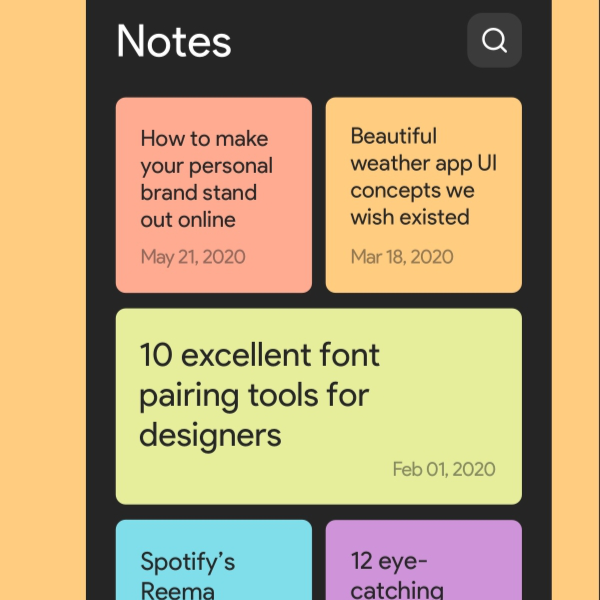 Notes
How to make
your personal
brand stand
out online
May 21, 2020
Beautiful
weather app UI
concepts we
wish existed
Mar 18, 2020
10 excellent font
pairing tools for
designers
Feb 01, 2020
Spotify’s
Reema
12 eye-
catching